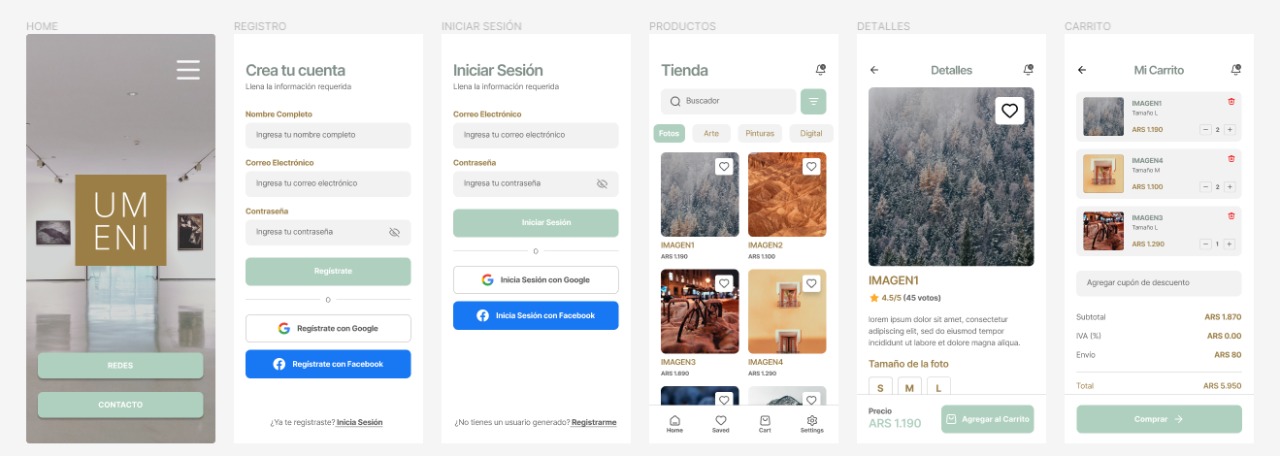 HOME
UM
ENI
REDES
CONTACTO
REGISTRO
Crea tu cuenta
Llena la información requerida
Nombre Completo
Ingresa tu nombre completo
Correo Electrónico
Ingresa tu correo electrónico
Contraseña
Ingresa tu contraseña
Regístrate
O
Regístrate con Google
Regístrate con Facebook
¿Ya te registraste? Inicia Sesión
INICIAR SESIÓN
Iniciar Sesión
Llena la información requerida
Correo Electrónico
Ingresa tu correo electrónico
Contraseña
Ingresa tu contraseña
Iniciar Sesión
O
Inicia Sesión con Google
Inicia Sesión con Facebook
¿No tienes un usuario generado? Registrarme
PRODUCTOS
Tienda
Buscador
Fotos Arte Pinturas Digital
IMAGEN1 IMAGEN2
ARS 1.190 ARS 1.100
IMAGEN3 IMAGEN4
ARS 1.890 ARS 1.290
Home Saved Cart Settings
DETALLES
Detalles
IMAGEN1
4.5/5 (45 votos)
lorem ipsum dolor sit amet, consectetur
adipiscing elit, sed do eiusmod tempor
incididunt ut labore et dolore magna aliqua.
Tamaño de la foto
S M L
Precio
ARS 1.190
Agregar al Carrito
CARRITO
Mi Carrito
IMAGEN1
Tamaño L
ARS 1.190 − 2 +
IMAGEN4
Tamaño M
ARS 1.100 − 2 +
IMAGEN3
Tamaño L
ARS 1.290 − 1 +
Agregar cupón de descuento
Subtotal ARS 1.870
IVA (%) ARS 0.00
Envío ARS 80
Total ARS 5.950
Comprar